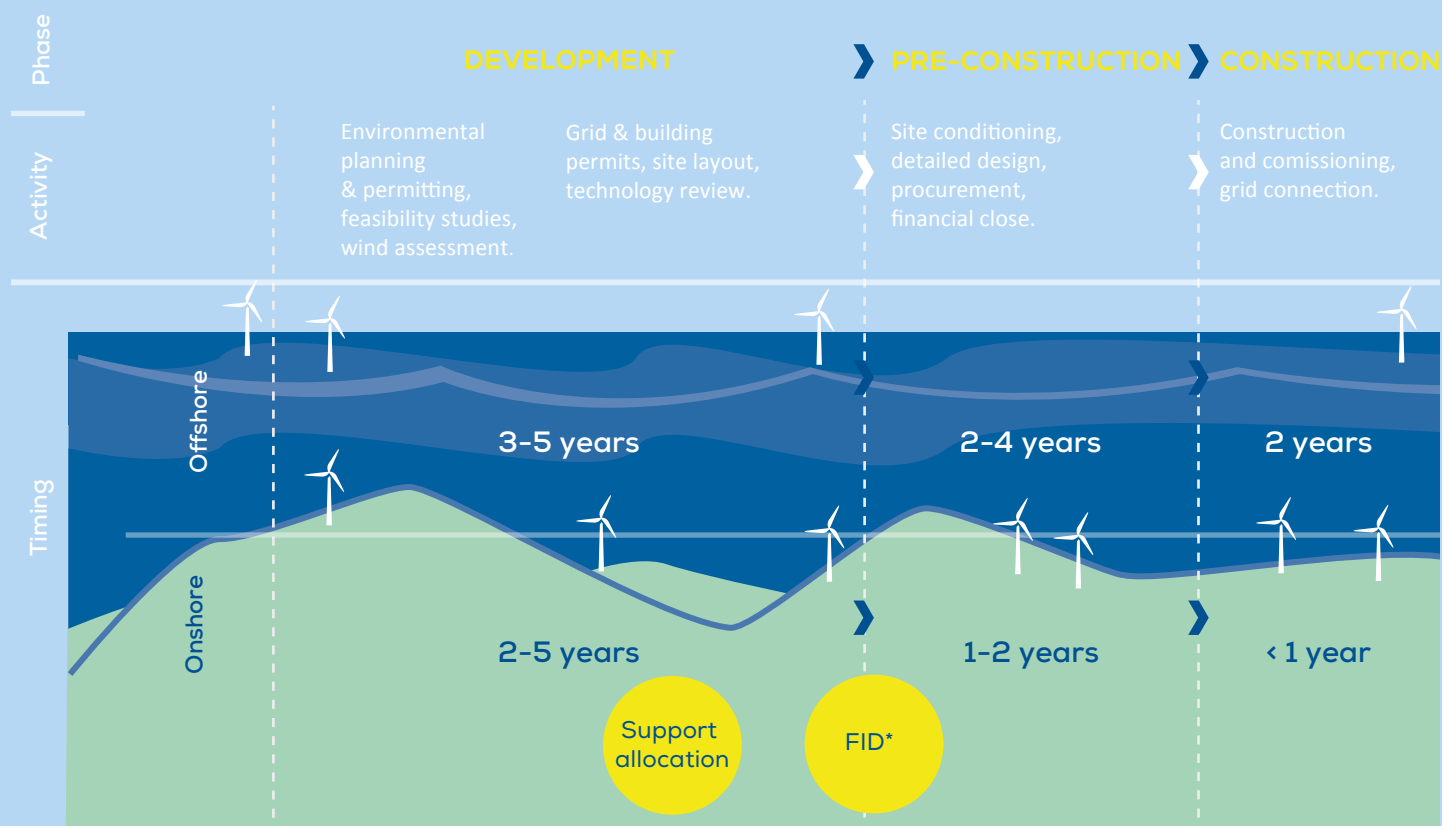 Phase
DEVELOPMENT
PRE-CONSTRUCTION
CONSTRUCTION
Activity
Environmental
planning
& permitting,
feasibility studies,
wind assessment.
Grid & building
permits, site layout,
technology review.
Site conditioning,
detailed design,
procurement,
financial close.
Construction
and comissioning,
grid connection.
Timing
Offshore
3-5 years
2-4 years
2 years
Onshore
2-5 years
1-2 years
< 1 year
Support
allocation
FID*